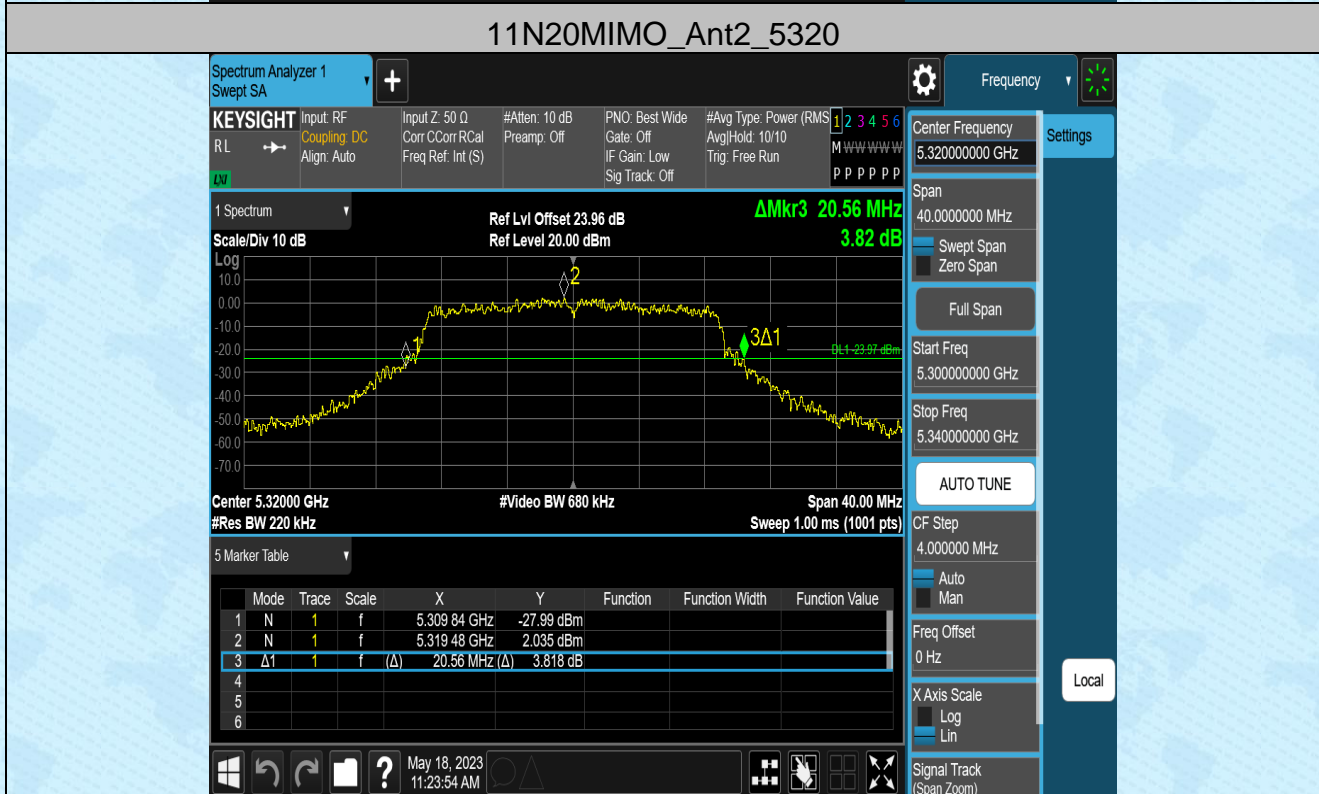 11N20MIMO_Ant2_5320
Spectrum Analyzer 1
Swept SA
Frequency
KEYSIGHT
RL
LXI
Input: RF
Coupling: DC
Align: Auto
Input Z: 50 Ω
Corr CCorr RCal
Freq Ref: Int (S)
#Atten: 10 dB
Preamp: Off
PNO: Best Wide
Gate: Off
IF Gain: Low
Sig Track: Off
#Avg Type: Power (RMS
Avg|Hold: 10/10
Trig: Free Run
1 2 3 4 5 6
M W W W W W
P P P P P P
1 Spectrum
Scale/Div 10 dB
Ref Lvl Offset 23.96 dB
Ref Level 20.00 dBm
ΔMkr3 20.56 MHz
3.82 dB
Log
10.0
0.00
-10.0
-20.0
-30.0
-40.0
-50.0
-60.0
-70.0
1
2
3Δ1
DL1 -23.97 dBm
Center 5.32000 GHz
#Video BW 680 kHz
Span 40.00 MHz
#Res BW 220 kHz
Sweep 1.00 ms (1001 pts)
5 Marker Table
Mode Trace Scale X Y Function Function Width Function Value
1 N 1 f 5.309 84 GHz -27.99 dBm
2 N 1 f 5.319 48 GHz 2.035 dBm
3 Δ1 1 f (Δ) 20.56 MHz (Δ) 3.818 dB
4
5
6
?
May 18, 2023
11:23:54 AM
Center Frequency
5.320000000 GHz
Settings
Span
40.0000000 MHz
Swept Span
Zero Span
Full Span
Start Freq
5.300000000 GHz
Stop Freq
5.340000000 GHz
AUTO TUNE
CF Step
4.000000 MHz
Auto
Man
Freq Offset
0 Hz
Local
X Axis Scale
Log
Lin
Signal Track
(Span Zoom)